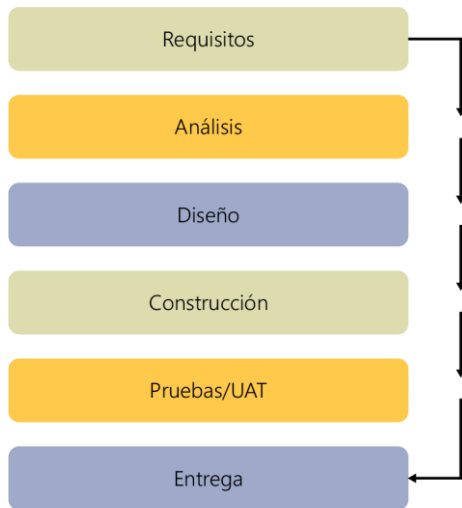 Requisitos
Análisis
Diseño
Construcción
Pruebas/UAT
Entrega